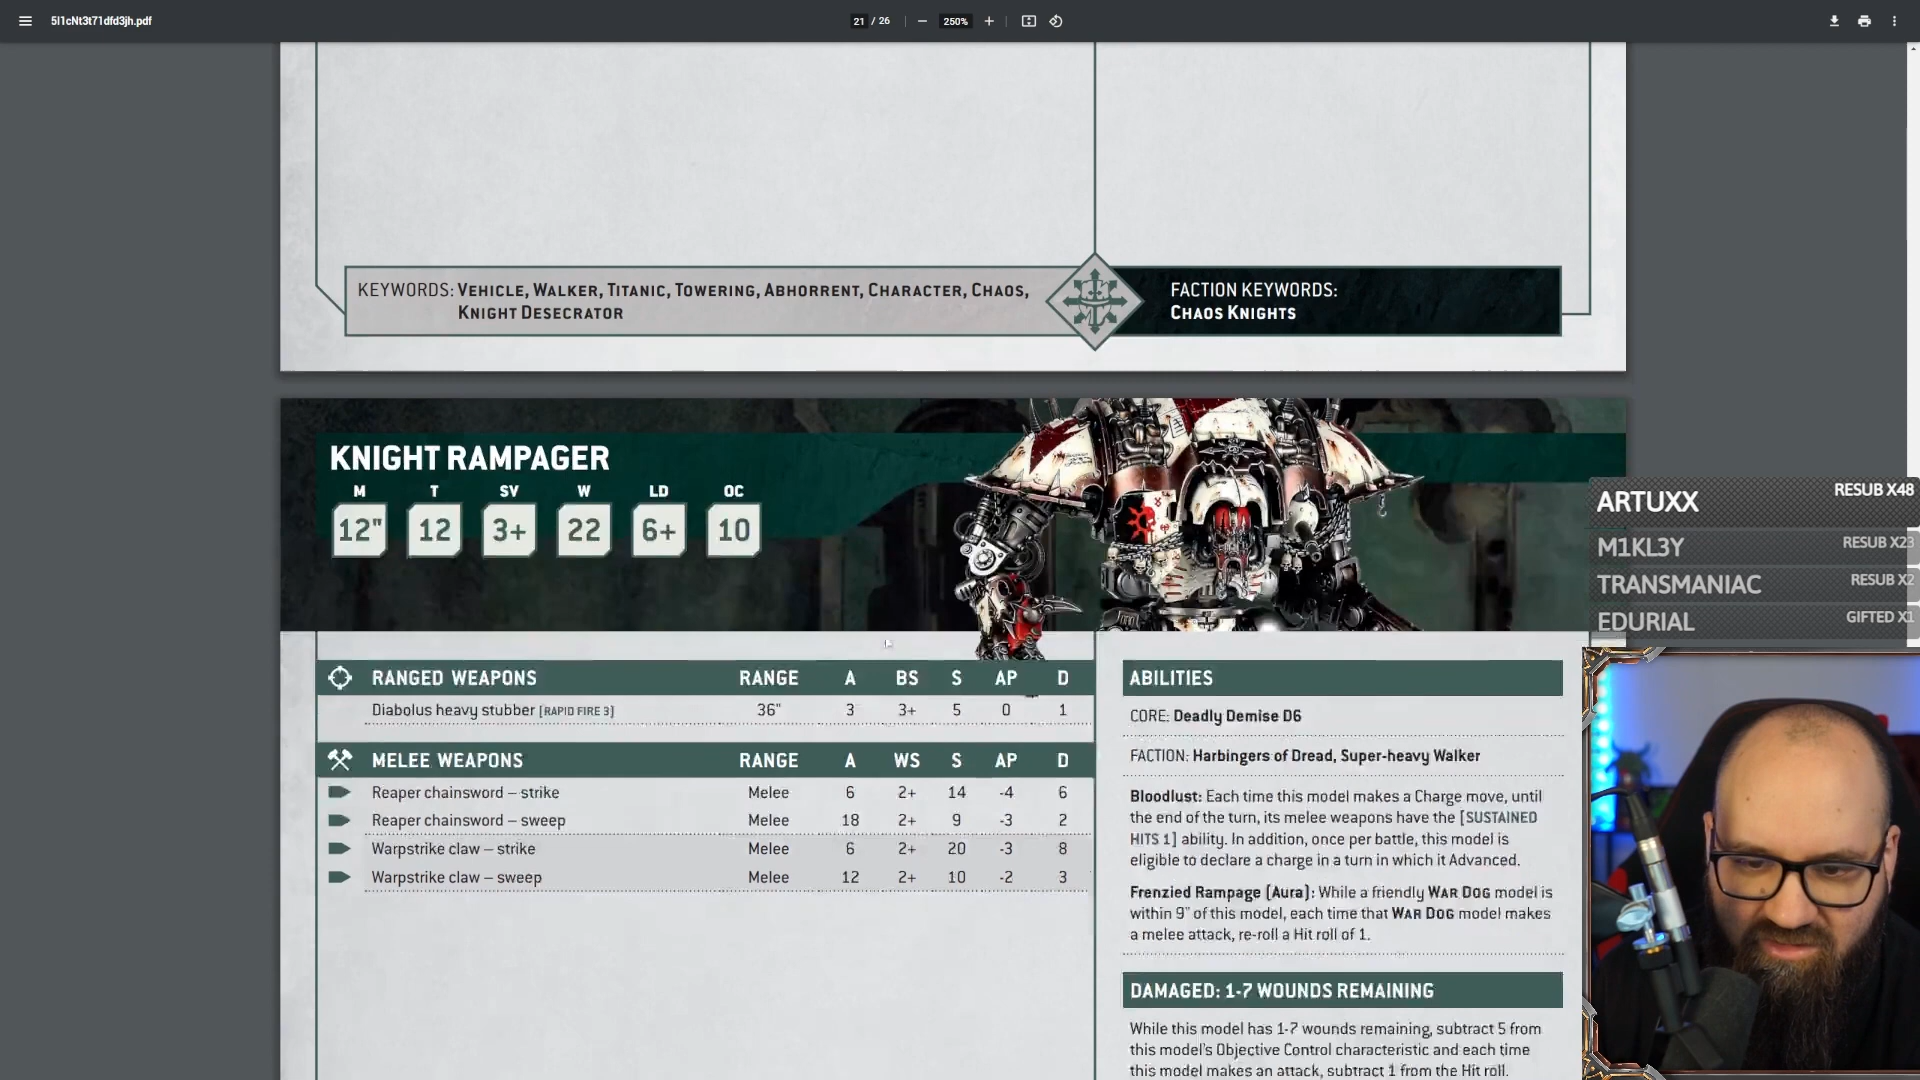 5l1cNt3t71dfd3jh.pdf
21 / 26
250%
KEYWORDS: VEHICLE, WALKER, TITANIC, TOWERING, ABHORRENT, CHARACTER, CHAOS,
KNIGHT DESECRATOR
FACTION KEYWORDS:
CHAOS KNIGHTS
KNIGHT RAMPAGER
M T SV W LD OC
12" 12 3+ 22 6+ 10
RANGED WEAPONS RANGE A BS S AP D
Diabolus heavy stubber [RAPID FIRE 3] 36" 3 3+ 5 0 1
MELEE WEAPONS RANGE A WS S AP D
Reaper chainsword – strike Melee 6 2+ 14 -4 6
Reaper chainsword – sweep Melee 18 2+ 9 -3 2
Warpstrike claw – strike Melee 6 2+ 20 -3 8
Warpstrike claw – sweep Melee 12 2+ 10 -2 3
ABILITIES
CORE: Deadly Demise D6
FACTION: Harbingers of Dread, Super-heavy Walker
Bloodlust: Each time this model makes a Charge move, until
the end of the turn, its melee weapons have the [SUSTAINED
HITS 1] ability. In addition, once per battle, this model is
eligible to declare a charge in a turn in which it Advanced.
Frenzied Rampage (Aura): While a friendly WAR DOG model is
within 9" of this model, each time that WAR DOG model makes
a melee attack, re-roll a Hit roll of 1.
DAMAGED: 1-7 WOUNDS REMAINING
While this model has 1-7 wounds remaining, subtract 5 from
this model's Objective Control characteristic and each time
this model makes an attack, subtract 1 from the Hit roll.
ARTUXX RESUB X48
M1KL3Y RESUB X23
TRANSMANIAC RESUB X2
EDURIAL GIFTED X1